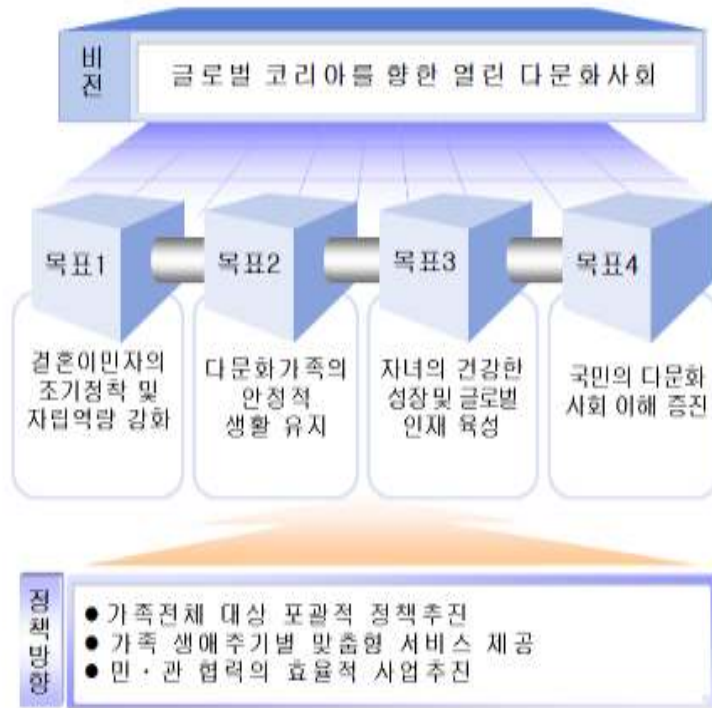 비전
글로벌 코리아를 향한 열린 다문화사회
목표1
목표2
목표3
목표4
결혼이민자의
조기정착 및
자립역량 강화
다문화가족의
안정적
생활 유지
자녀의 건강한
성장및 글로벌
인재 육성
국민의 다문화
사회 이해 증진
정책방향
● 가족전체 대상 포괄적 정책추진
● 가족 생애주기별 맞춤형 서비스 제공
● 민·관 협력의 효율적 사업추진